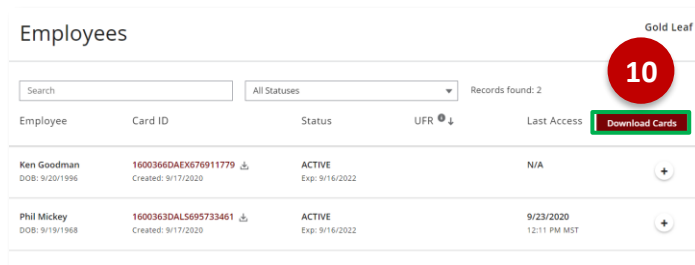 Employees
Gold Leaf
10
Search
All Statuses
Records found: 2
Employee Card ID Status UFR Last Access Download Cards
Ken Goodman 1600366DAEX676911779 ACTIVE N/A
DOB: 9/20/1996 Created: 9/17/2020 Exp: 9/16/2022
Phil Mickey 1600363DALS695733461 ACTIVE 9/23/2020
DOB: 9/19/1968 Created: 9/17/2020 Exp: 9/16/2022 12:11 PM MST